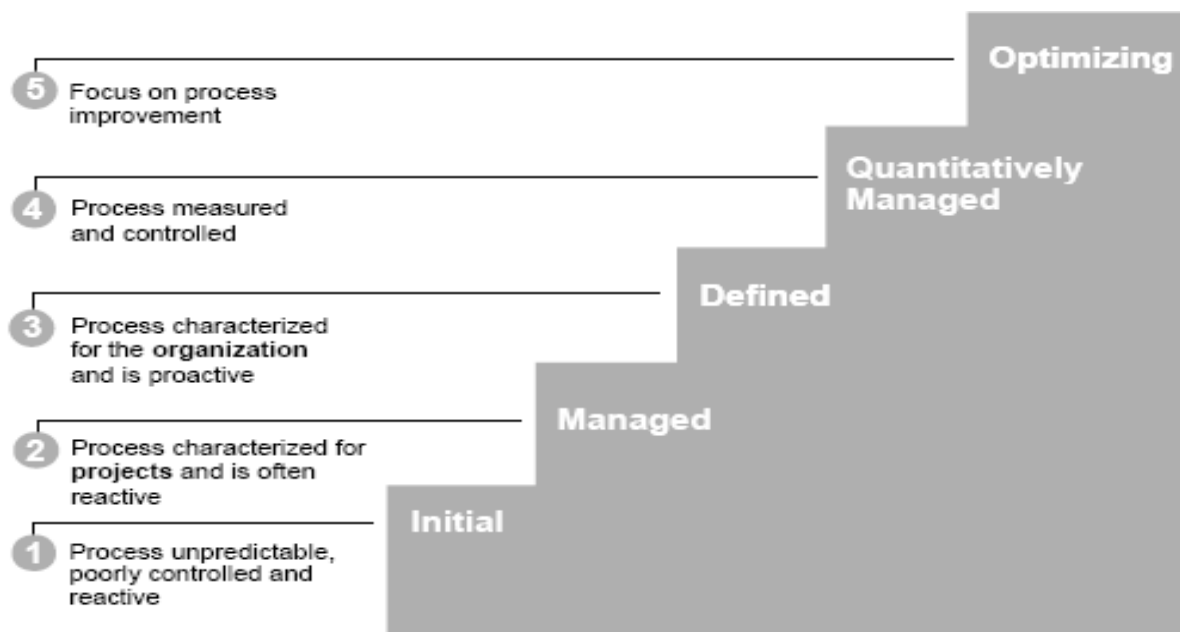 Optimizing
5
Focus on process
improvement
Quantitatively
Managed
4
Process measured
and controlled
Defined
3
Process characterized
for the organization
and is proactive
Managed
2
Process characterized for
projects and is often
reactive
Initial
1
Process unpredictable,
poorly controlled and
reactive